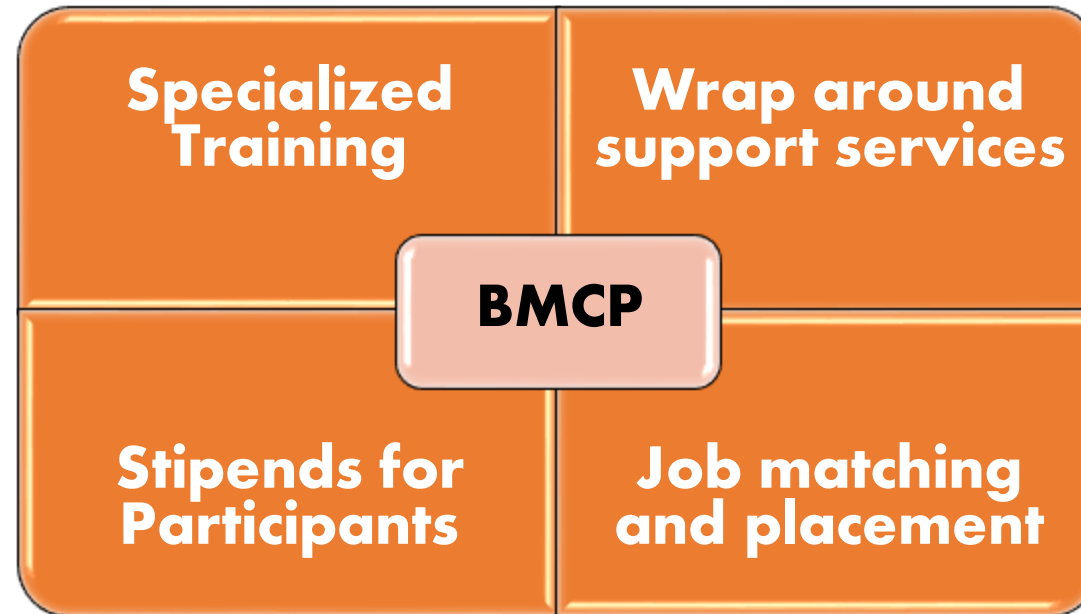 Specialized
Training
Wrap around
support services
BMCP
Stipends for
Participants
Job matching
and placement